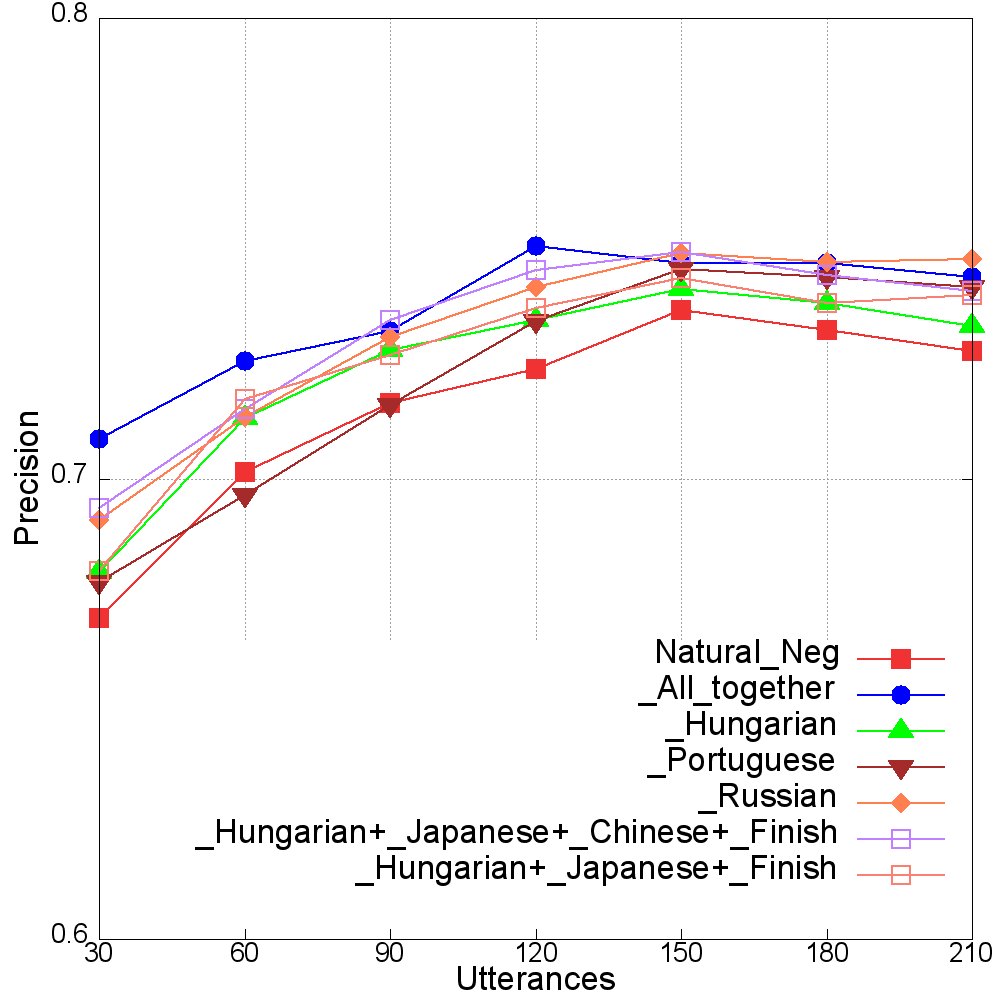 0.8
0.7
0.6
Precision
Natural_Neg
_All_together
_Hungarian
_Portuguese
_Russian
_Hungarian+_Japanese+_Chinese+_Finish
_Hungarian+_Japanese+_Finish
30 60 90 120 150 180 210
Utterances